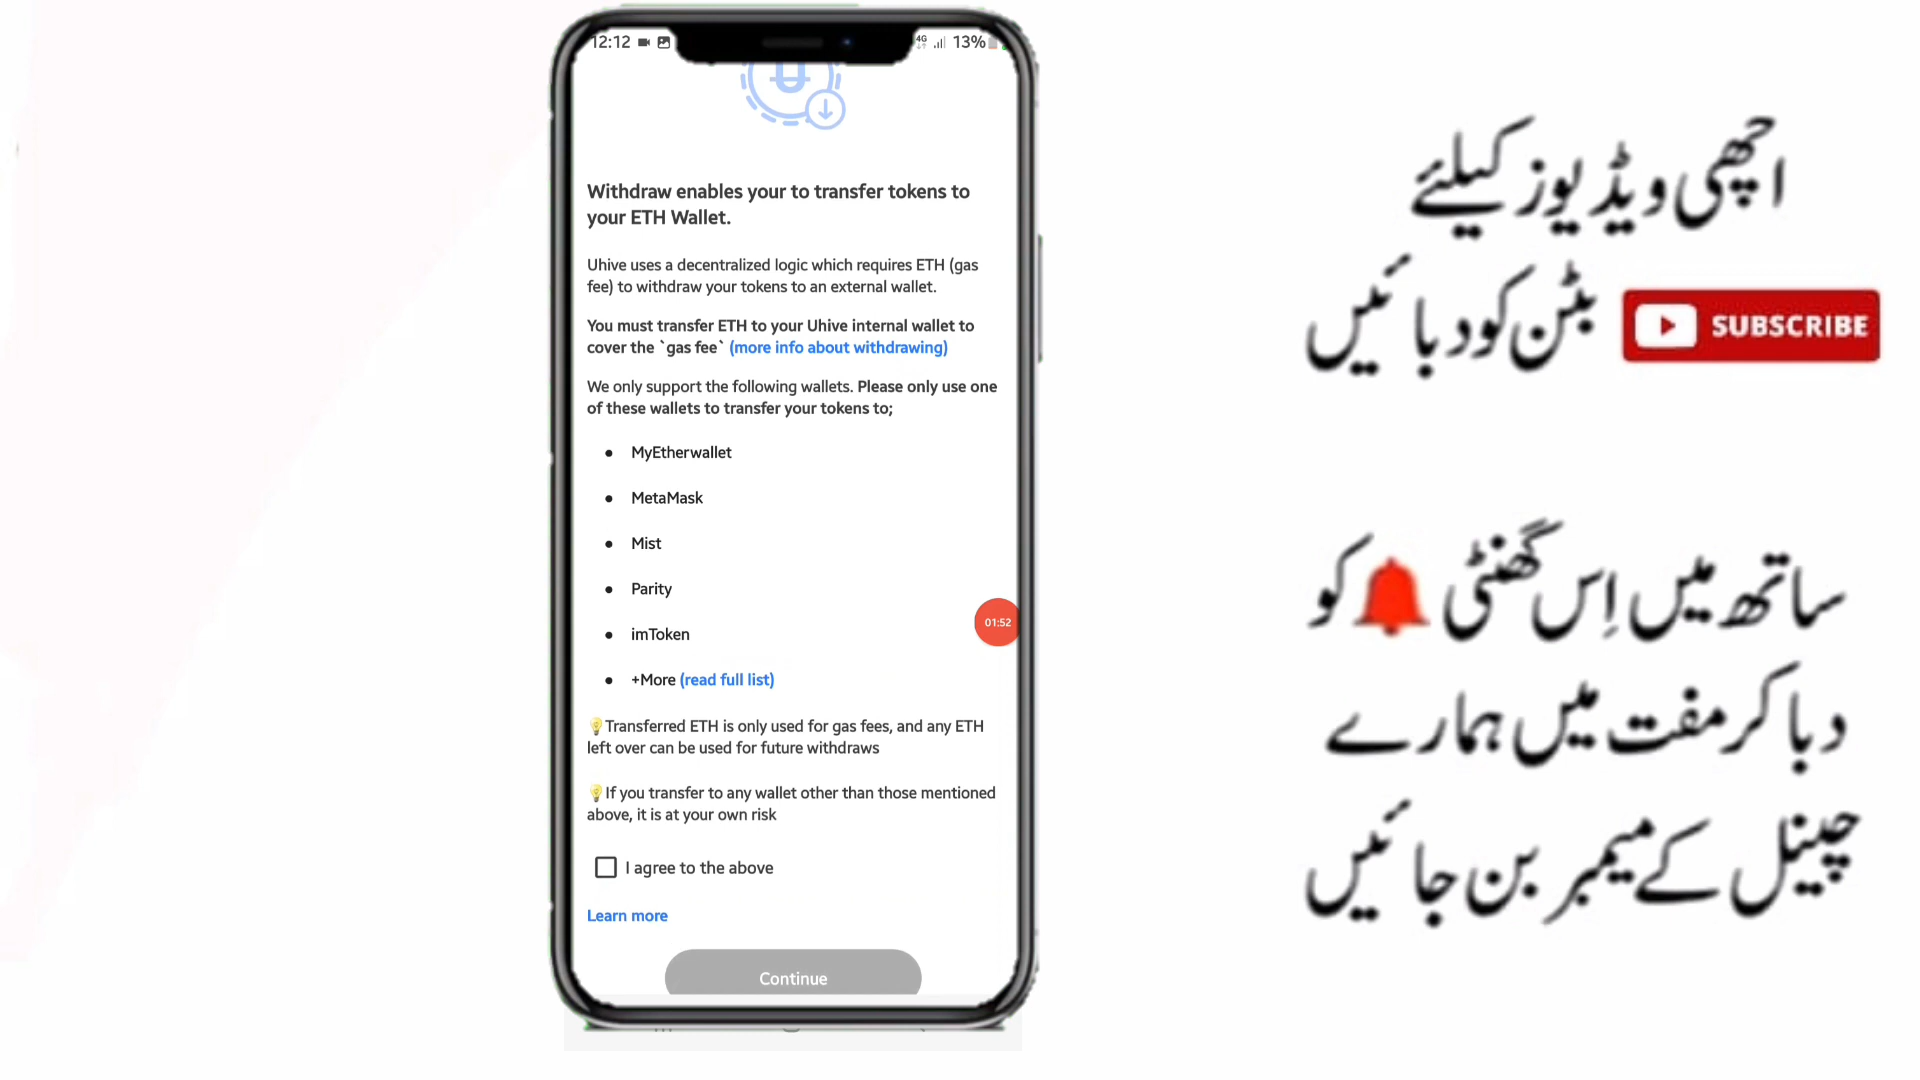 12:12
4G
13%
Withdraw enables your to transfer tokens to
your ETH Wallet.
Uhive uses a decentralized logic which requires ETH (gas
fee) to withdraw your tokens to an external wallet.
You must transfer ETH to your Uhive internal wallet to
cover the `gas fee` (more info about withdrawing)
We only support the following wallets. Please only use one
of these wallets to transfer your tokens to;
● MyEtherwallet
● MetaMask
● Mist
● Parity
● imToken
● +More (read full list)
💡Transferred ETH is only used for gas fees, and any ETH
left over can be used for future withdraws
💡If you transfer to any wallet other than those mentioned
above, it is at your own risk
I agree to the above
Learn more
Continue
01:52
اچھی ویڈیوز کیلئے
بٹن کو دبائیں
SUBSCRIBE
ساتھ میں اِس گھنٹی کو
دبا کر مفت میں ہمارے
چینل کے میمبر بن جائیں